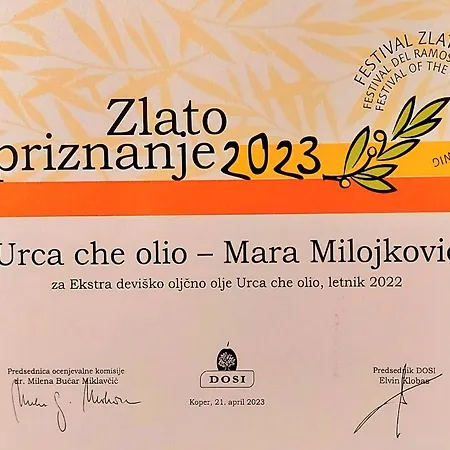 FESTIVAL ZLAT
FESTIVAL DEL RAMOS
FESTIVAL OF THE
Zlato
priznanje 2023
Urca che olio – Mara Milojkovic
za Ekstra deviško oljčno olje Urca che olio, letnik 2022
Predsednica ocenjevalne komisije
dr. Milena Bučar Miklavčič
DOSI
Koper, 21. april 2023
Predsednik DOSI
Elvin Klobas